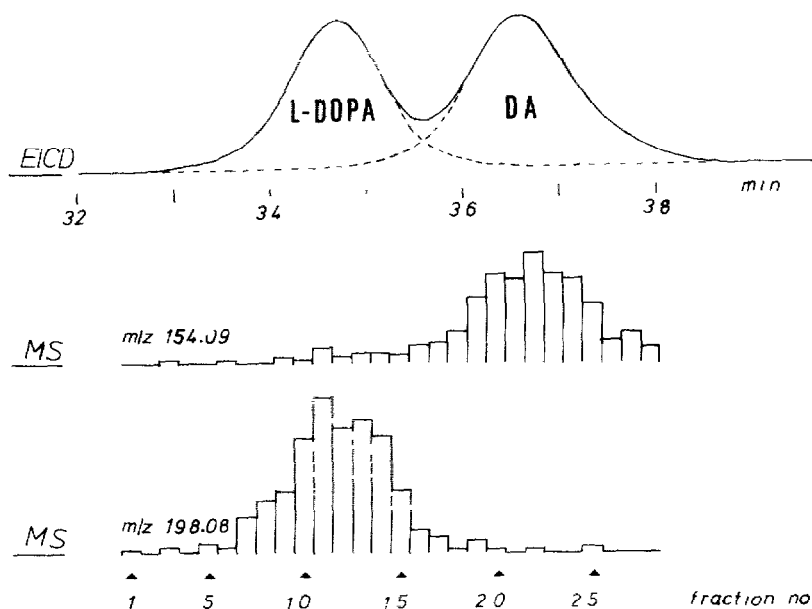 L-DOPA DA
EICD
32 34 36 38 min
m/z 154.09
MS
m/z 198.08
MS
1 5 10 15 20 25 fraction no